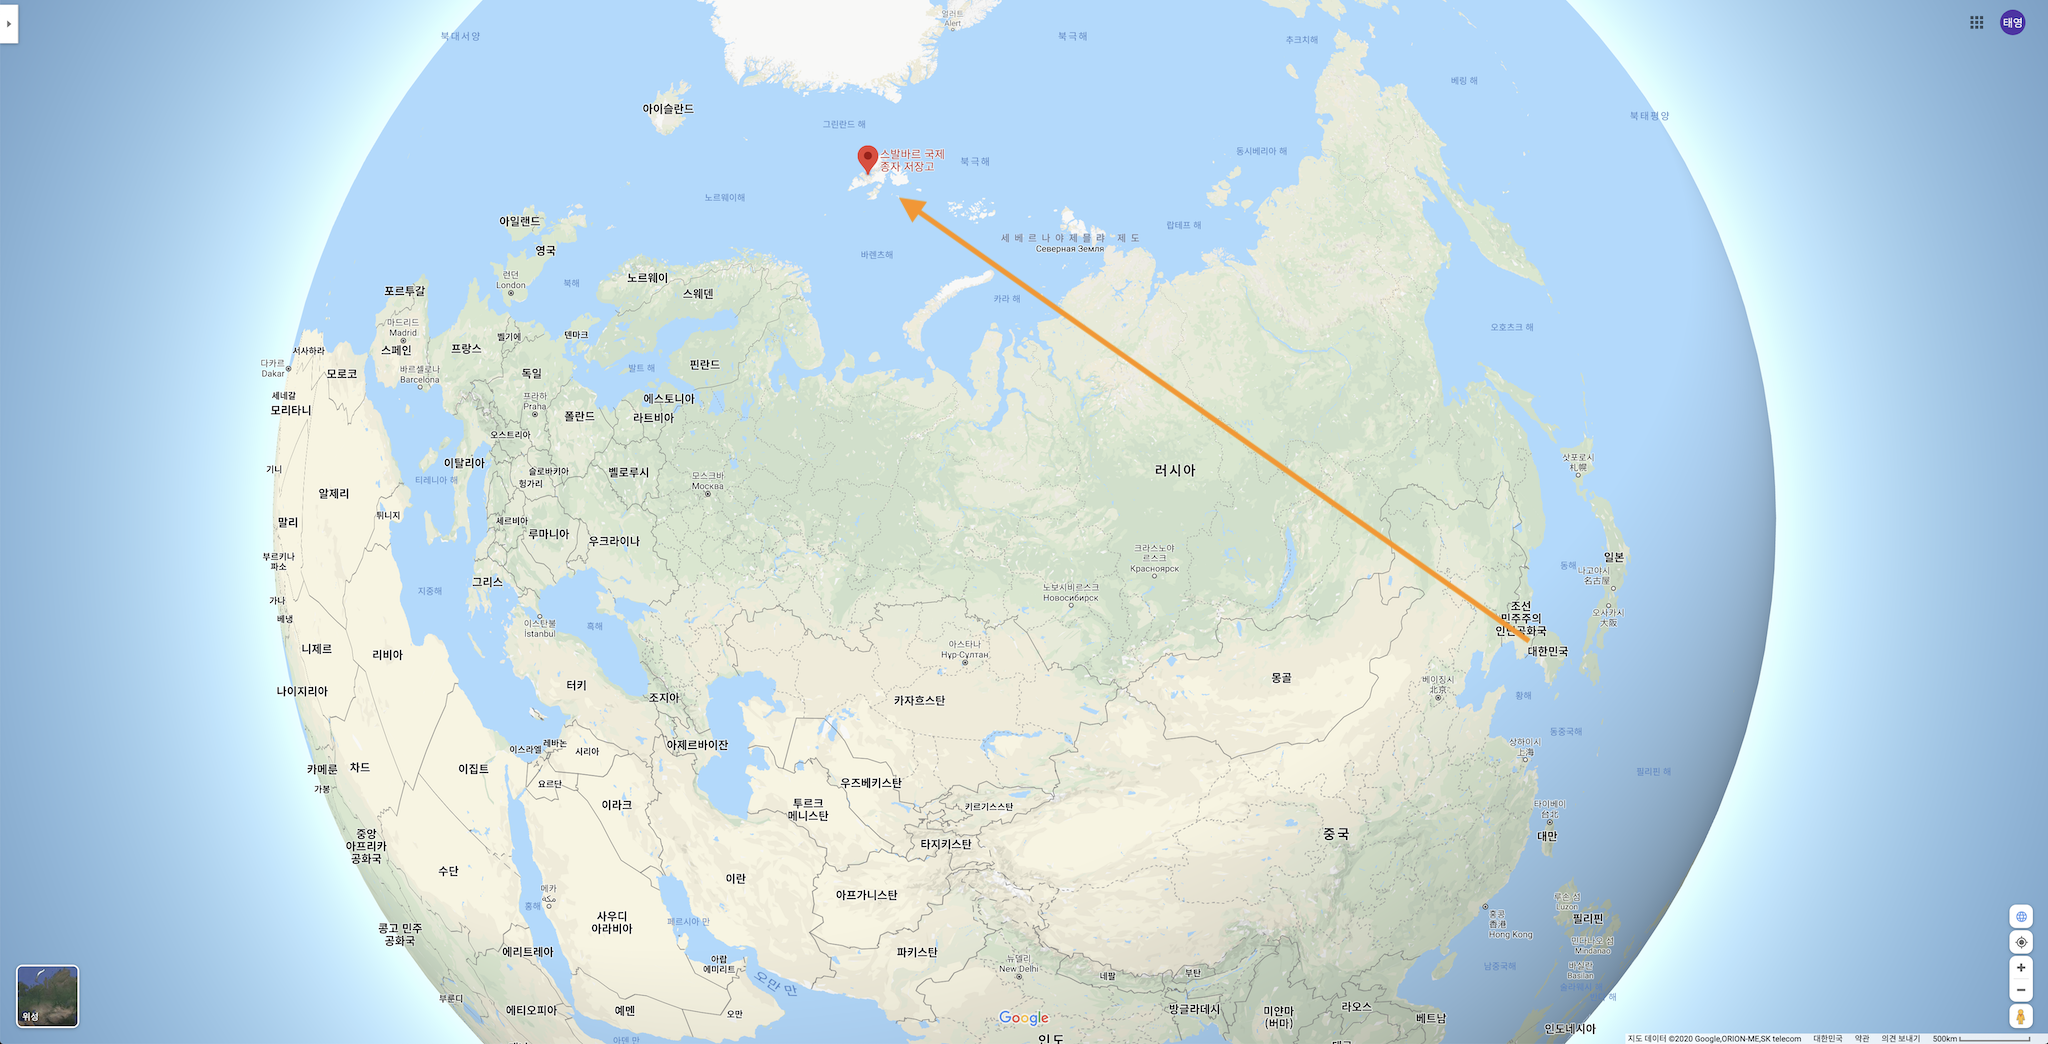 북대서양
얼러트
Alert
북극해
추크치해
태영
베링 해
북태평양
아이슬란드
그린란드 해
스발바르 국제
종자 저장고
북극해
동시베리아 해
노르웨이해
아일랜드
영국
랍테프 해
세베르나야제믈랴 제도
Северная Земля
바렌츠해
런던
London
북해
노르웨이
스웨덴
카라 해
포르투갈
마드리드
Madrid
스페인
벨기에
덴마크
오호츠크 해
서사하라
다카르
Dakar
모로코
프랑스
바르셀로나
Barcelona
독일
발트 해
핀란드
세네갈
모리타니
프라하
Praha
폴란드
에스토니아
라트비아
오스트리아
기니
이탈리아
티레니아 해
슬로바키아
헝가리
벨로루시
모스크바
Москва
러시아
삿포로시
札幌
알제리
튀니지
말리
세르비아
루마니아
우크라이나
부르키나
파소
크라스노야
르스크
Красноярск
동해
일본
나고야시
名古屋
그리스
지중해
노보시비르스크
Новосибирск
가나
베냉
이스탄불
İstanbul
흑해
조선
민주주의
인민공화국
오사카시
大阪
니제르
리비아
아스타나
Нұр-Сұлтан
대한민국
나이지리아
터키
조지아
카자흐스탄
몽골
베이징시
北京
황해
아제르바이잔
이스라엘
레바논
시리아
동중국해
상하이시
上海
카메룬
차드
이집트
요르단
가봉
이라크
우즈베키스탄
투르크
메니스탄
키르기스스탄
필리핀 해
타이베이
台北
대만
중앙
아프리카
공화국
타지키스탄
중국
수단
이란
아프가니스탄
메카
مكة
홍해
사우디
아라비아
페르시아 만
루손 섬
Luzon
필리핀
홍콩
香港
Hong Kong
콩고 민주
공화국
에리트레아
아랍
에미리트
파키스탄
뉴델리
New Delhi
네팔
부탄
남중국해
민다나오 섬
Mindanao
바실란
Basilan
오만 만
부룬디
에티오피아
예멘
오만
방글라데시
미얀마
(버마)
라오스
베트남
인도네시아
아덴 만
인도
위성
Google
지도 데이터 ©2020 Google,ORION-ME,SK telecom 대한민국 약관 의견 보내기 500km